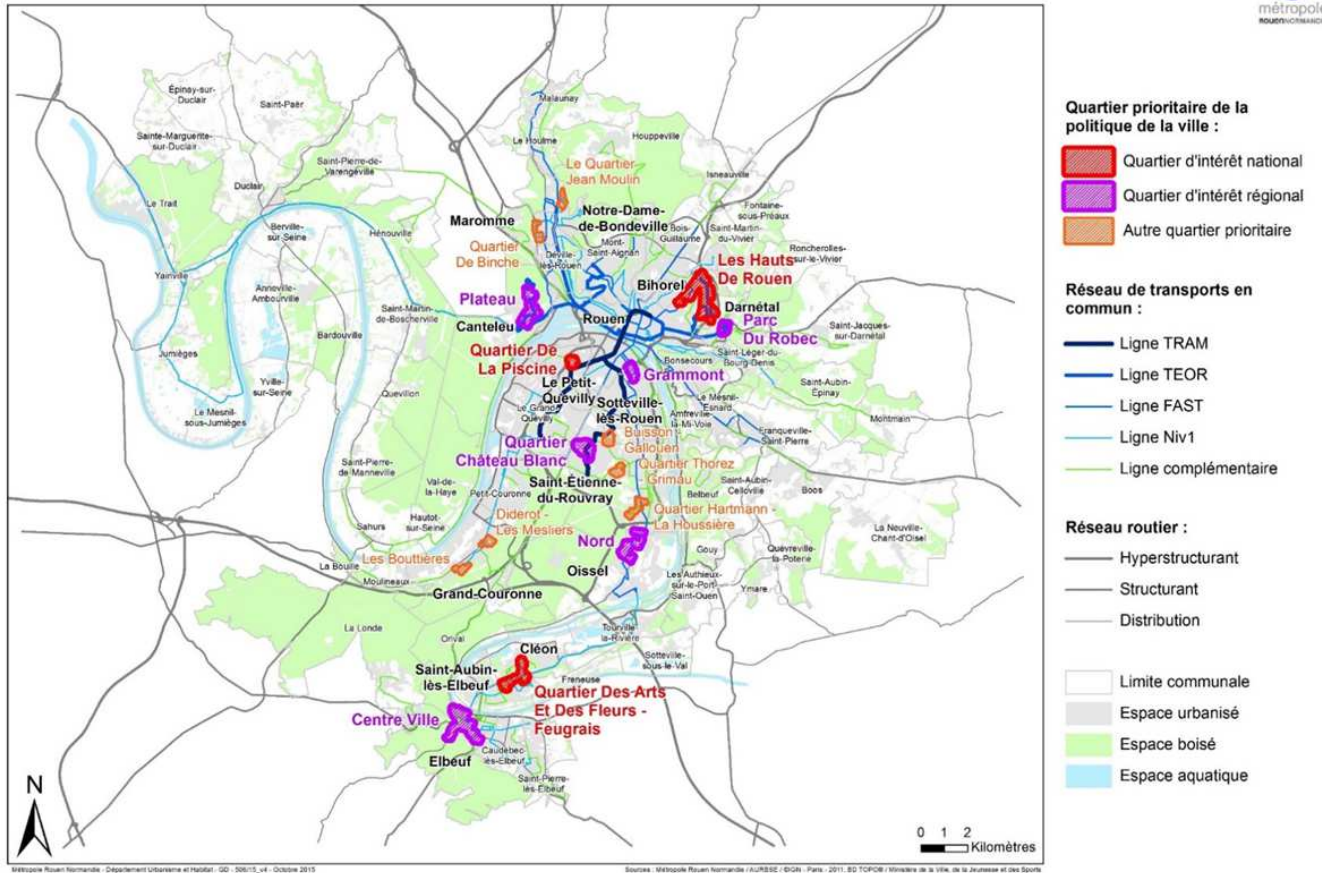 métropole
ROUENNORMANDIE
Épinay-sur-
Duclair
Saint-Paër
Sainte-Marguerite-
sur-Duclair
Saint-Pierre-de-
Varengéville
Duclair
Le Trait
Berville-
sur-Seine
Hénouville
Yainville
Anneville-
Ambourville
Saint-Martin-
de-Boscherville
Bardouville
Jumièges
Yville-
sur-Seine
Quevillon
Le Mesnil-
sous-Jumièges
Saint-Pierre-
de-Manneville
Val-de-
la-Haye
Sahurs
Hautot-
sur-Seine
La Bouille
Moulineaux
Malaunay
Le Houlme
Houppeville
Le Quartier
Jean Moulin
Isneauville
Maromme
Notre-Dame-
de-Bondeville
Bois-
Guillaume
Fontaine-
sous-Préaux
Saint-Martin-
du-Vivier
Mont-
Saint-Aignan
Roncherolles-
sur-le-Vivier
Quartier
De Binche
Déville-
lès-Rouen
Les Hauts
De Rouen
Bihorel
Plateau
Canteleu
Rouen
Darnétal
Parc
Du Robec
Saint-Jacques-
sur-Darnétal
Quartier De
La Piscine
Saint-Léger-du-
Bourg-Denis
Bonsecours
Grammont
Saint-Aubin-
Épinay
Le Petit-
Quevilly
Le Grand-
Quevilly
Sotteville-
lès-Rouen
Le Mesnil-
Esnard
Amfreville-
la-Mi-Voie
Montmain
Franqueville-
Saint-Pierre
Buisson-
Gallouen
Quartier
Château Blanc
Quartier Thorez
- Grimau
Saint-Étienne-
du-Rouvray
Petit-Couronne
Belbeuf
Saint-Aubin-
Celloville
Boos
Quartier Hartmann -
La Houssière
Diderot -
Les Mesliers
La Neuville-
Chant-d'Oisel
Les Bouttières
Nord
Gouy
Quévreville-
la-Poterie
Oissel
Les Authieux-
sur-le-Port-
Saint-Ouen
Ymare
Grand-Couronne
La Londe
Orival
Tourville-
la-Rivière
Cléon
Sotteville-
sous-le-Val
Saint-Aubin-
lès-Elbeuf
Freneuse
Quartier Des Arts
Et Des Fleurs -
Feugrais
Centre Ville
Elbeuf
Caudebec-
lès-Elbeuf
Saint-Pierre-
lès-Elbeuf
N
0 1 2
Kilomètres
Quartier prioritaire de la
politique de la ville :
Quartier d'intérêt national
Quartier d'intérêt régional
Autre quartier prioritaire
Réseau de transports en
commun :
Ligne TRAM
Ligne TEOR
Ligne FAST
Ligne Niv1
Ligne complémentaire
Réseau routier :
Hyperstructurant
Structurant
Distribution
Limite communale
Espace urbanisé
Espace boisé
Espace aquatique
Métropole Rouen Normandie - Département Urbanisme et Habitat - GD - 506/15_v4 - Octobre 2015
Sources : Métropole Rouen Normandie / AURBSE / ©IGN - Paris - 2011, BD TOPO® / Ministère de la Ville, de la Jeunesse et des Sports